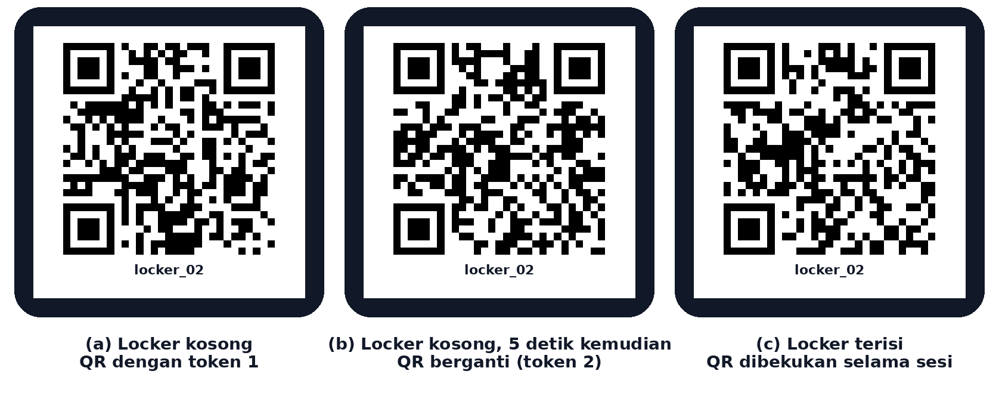 locker_02
locker_02
locker_02
(a) Locker kosong
QR dengan token 1
(b) Locker kosong, 5 detik kemudian
QR berganti (token 2)
(c) Locker terisi
QR dibekukan selama sesi